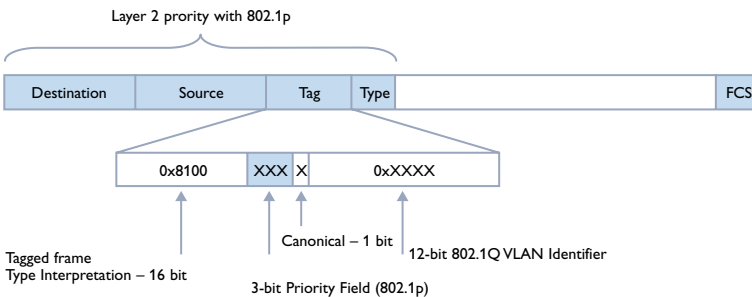 Layer 2 prority with 802.1p
Destination
Source
Tag
Type
FCS
0x8100
XXX
X
0xXXXX
Canonical – 1 bit
12-bit 802.1Q VLAN Identifier
Tagged frame
Type Interpretation – 16 bit
3-bit Priority Field (802.1p)